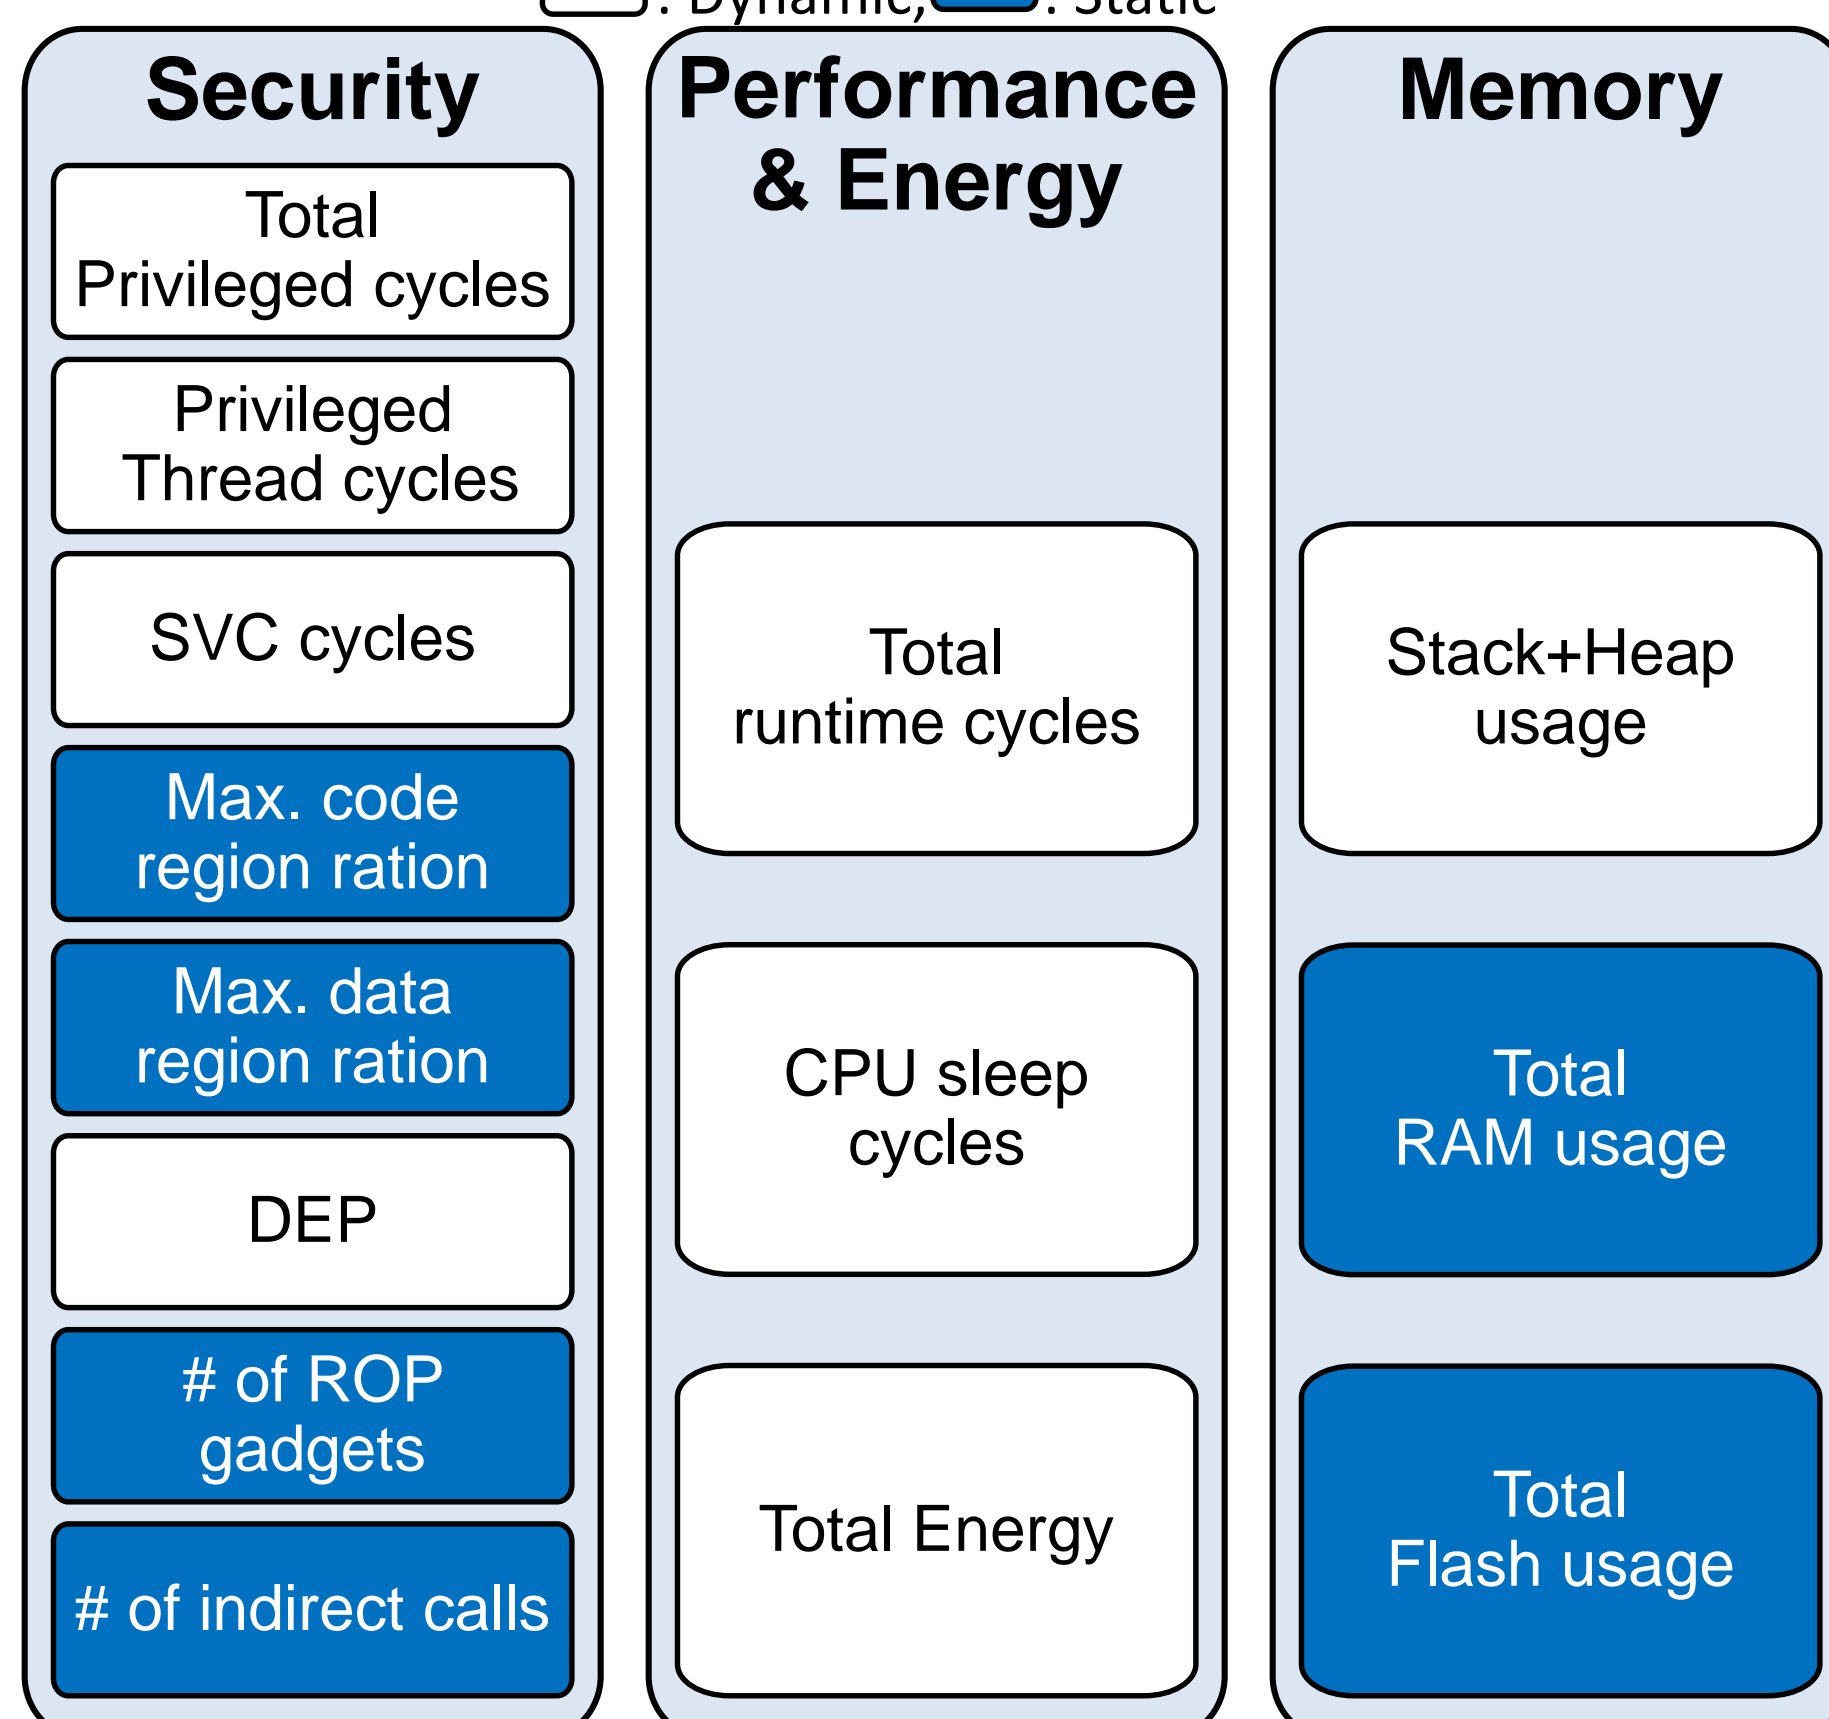 : Dynamic, : Static
Security
Total
Privileged cycles
Privileged
Thread cycles
SVC cycles
Max. code
region ration
Max. data
region ration
DEP
# of ROP
gadgets
# of indirect calls
Performance
& Energy
Total
runtime cycles
CPU sleep
cycles
Total Energy
Memory
Stack+Heap
usage
Total
RAM usage
Total
Flash usage